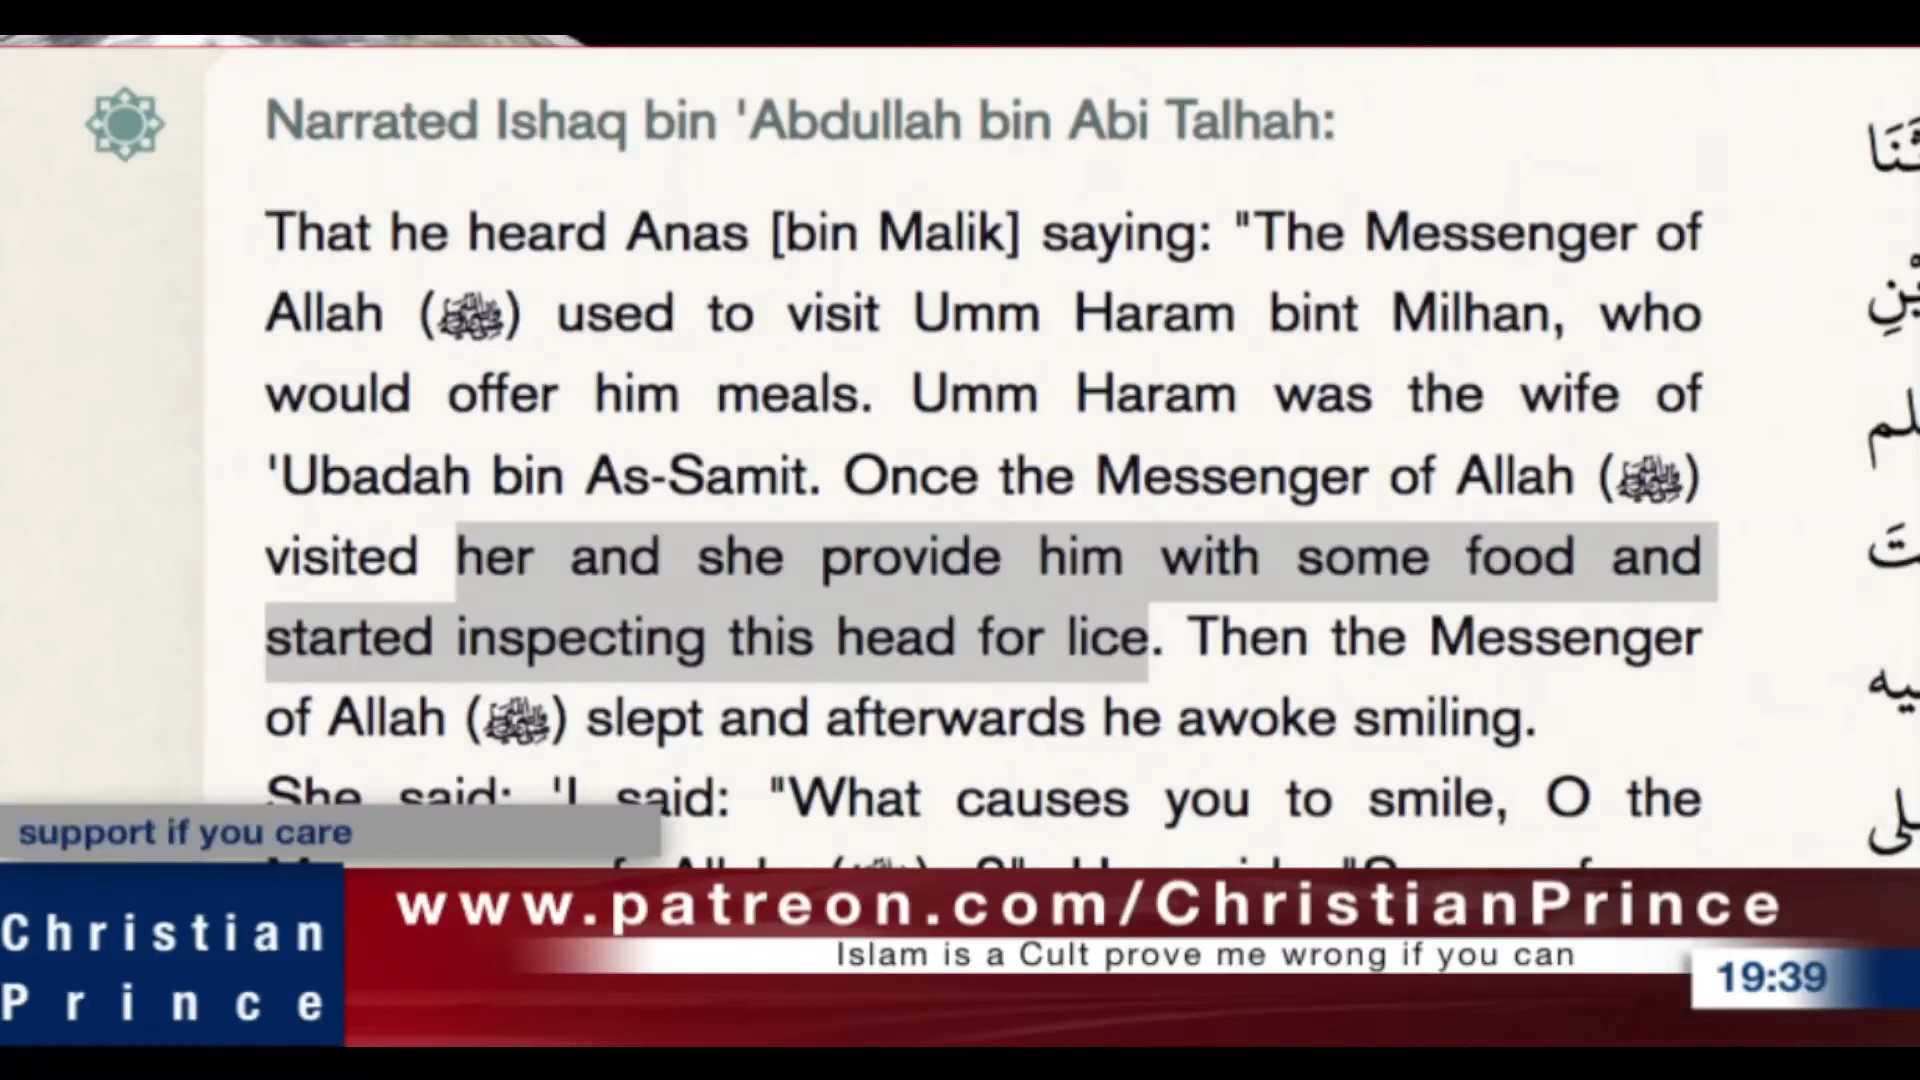 Narrated Ishaq bin 'Abdullah bin Abi Talhah:
That he heard Anas [bin Malik] saying: "The Messenger of
Allah (ﷺ) used to visit Umm Haram bint Milhan, who
would offer him meals. Umm Haram was the wife of
'Ubadah bin As-Samit. Once the Messenger of Allah (ﷺ)
visited her and she provide him with some food and
started inspecting this head for lice. Then the Messenger
of Allah (ﷺ) slept and afterwards he awoke smiling.
She said: 'I said: "What causes you to smile, O the
support if you care
Christian
Prince
www.patreon.com/ChristianPrince
Islam is a Cult prove me wrong if you can
19:39